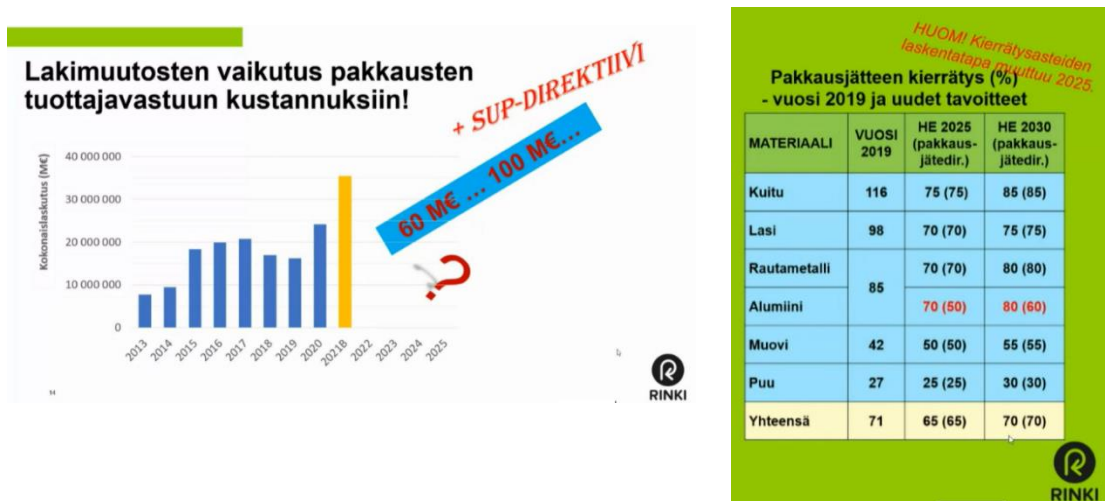 Lakimuutosten vaikutus pakkausten
tuottajavastuun kustannuksiin!
+ SUP-DIREKTIIVI
60 M€ ... 100 M€...
?
Kokonaislaskutus (M€)
40 000 000
30 000 000
20 000 000
10 000 000
0
2013 2014 2015 2016 2017 2018 2019 2020 2021B 2022 2023 2024 2025
14
RINKI
HUOM! Kierrätysasteiden
laskentatapa muuttuu 2025.
Pakkausjätteen kierrätys (%)
- vuosi 2019 ja uudet tavoitteet
MATERIAALI VUOSI 2019 HE 2025 (pakkaus-jätedir.) HE 2030 (pakkaus-jätedir.)
Kuitu 116 75 (75) 85 (85)
Lasi 98 70 (70) 75 (75)
Rautametalli 85 70 (70) 80 (80)
Alumiini 70 (50) 80 (60)
Muovi 42 50 (50) 55 (55)
Puu 27 25 (25) 30 (30)
Yhteensä 71 65 (65) 70 (70)
RINKI